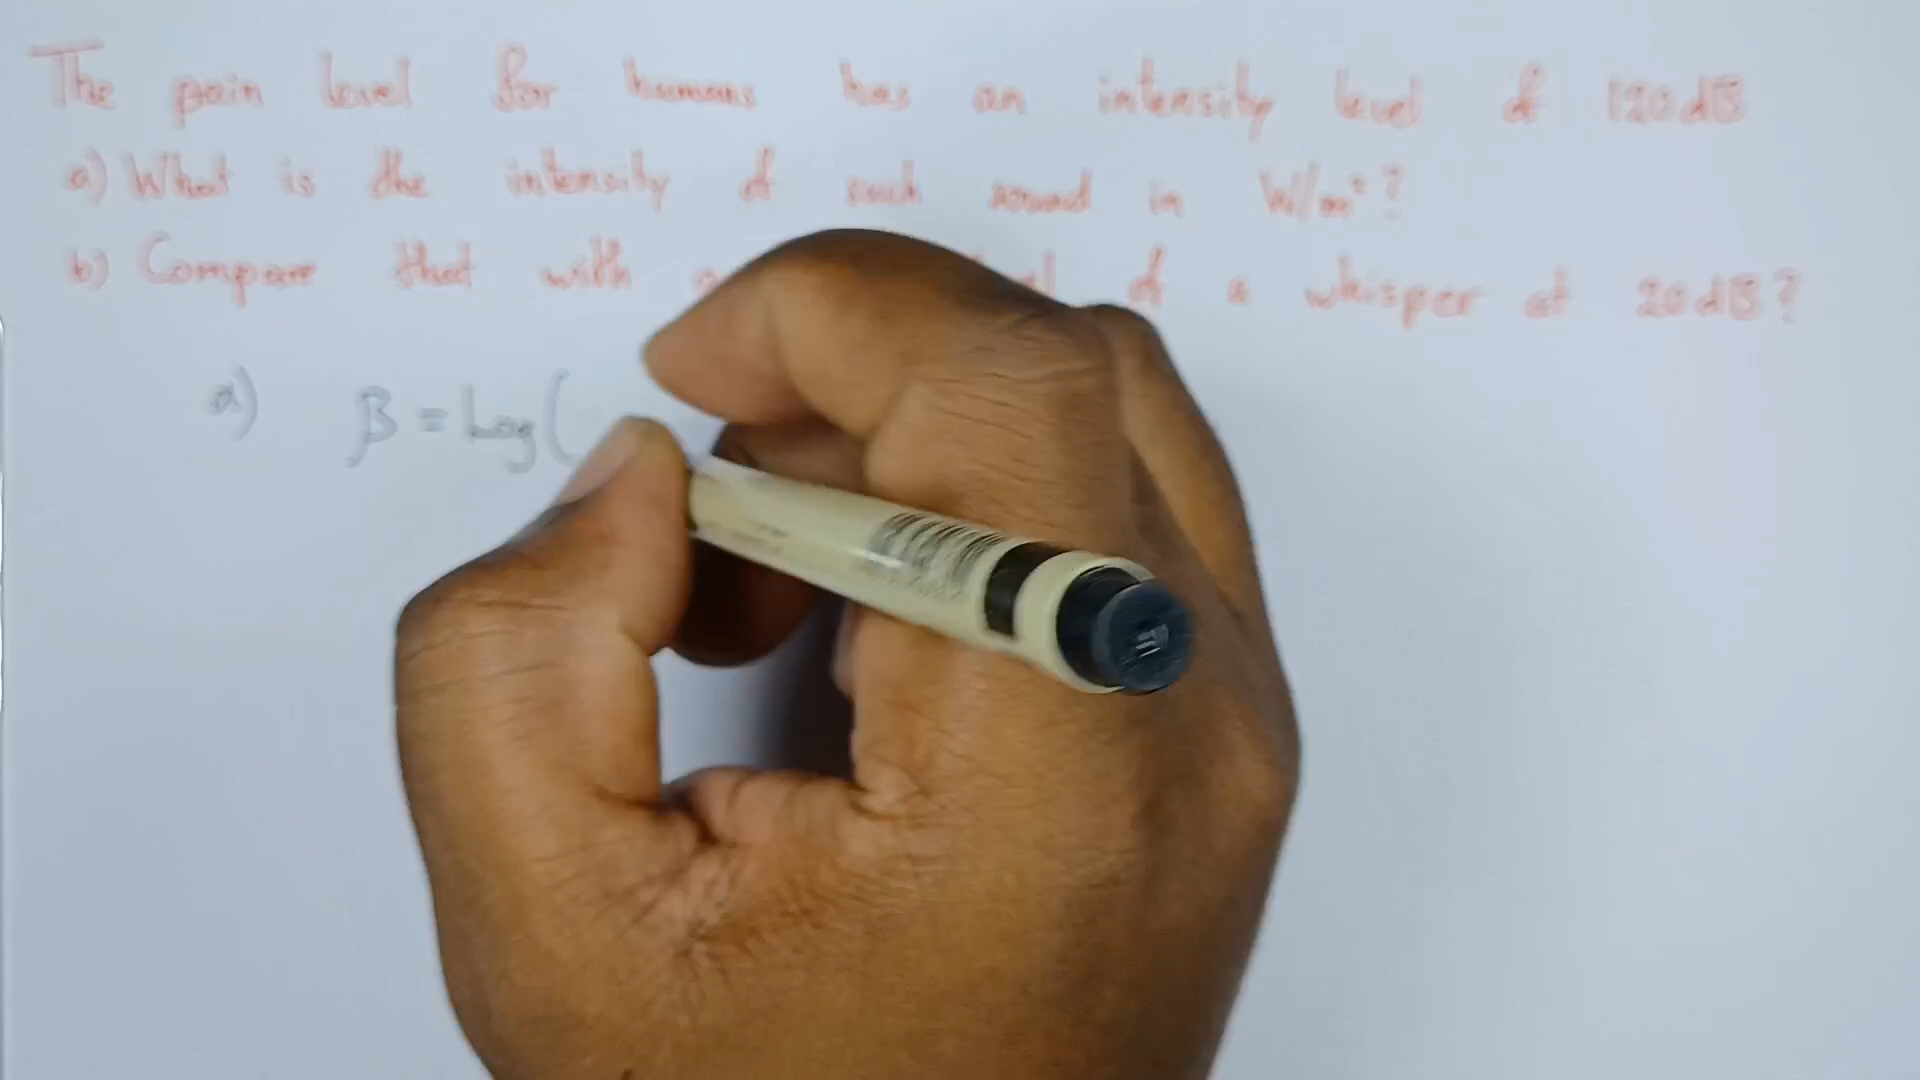 The pain level for humans has an intensity level of 120dB
a) What is the intensity of such sound in W/m²?
b) Compare that with of a whisper at 20dB?
a) β = Log(